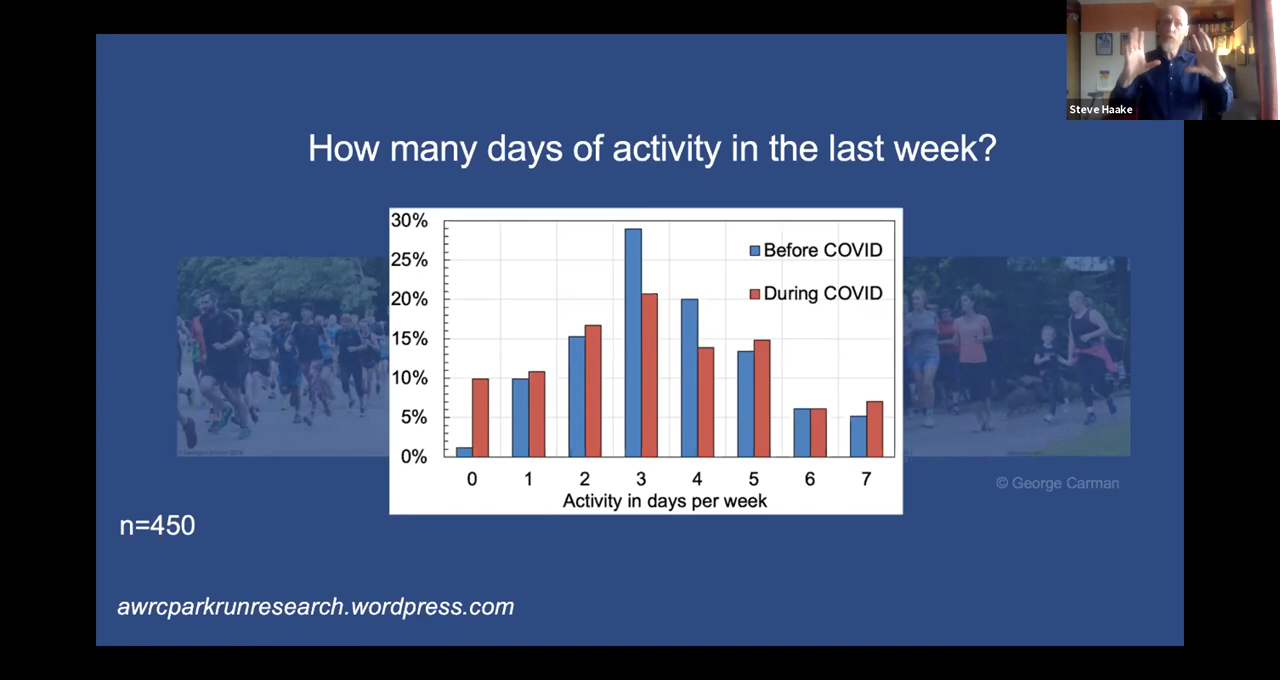 Steve Haake
How many days of activity in the last week?
30%
25%
20%
15%
10%
5%
0%
Before COVID
During COVID
0 1 2 3 4 5 6 7
Activity in days per week
© George Carman
n=450
awrcparkrunresearch.wordpress.com